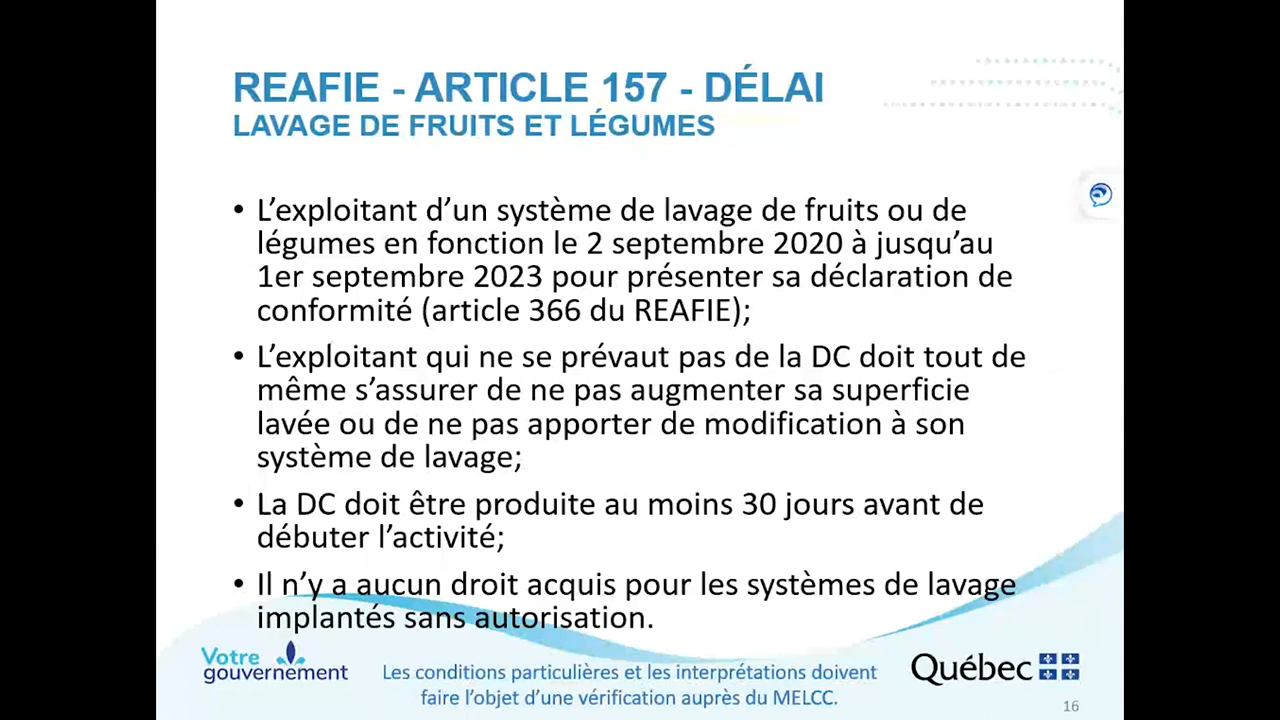 REAFIE - ARTICLE 157 - DÉLAI
LAVAGE DE FRUITS ET LÉGUMES
• L’exploitant d’un système de lavage de fruits ou de
légumes en fonction le 2 septembre 2020 à jusqu’au
1er septembre 2023 pour présenter sa déclaration de
conformité (article 366 du REAFIE);
• L’exploitant qui ne se prévaut pas de la DC doit tout de
même s’assurer de ne pas augmenter sa superficie
lavée ou de ne pas apporter de modification à son
système de lavage;
• La DC doit être produite au moins 30 jours avant de
débuter l’activité;
• Il n’y a aucun droit acquis pour les systèmes de lavage
implantés sans autorisation.
Votre
gouvernement
Les conditions particulières et les interprétations doivent
faire l’objet d’une vérification auprès du MELCC.
Québec
16